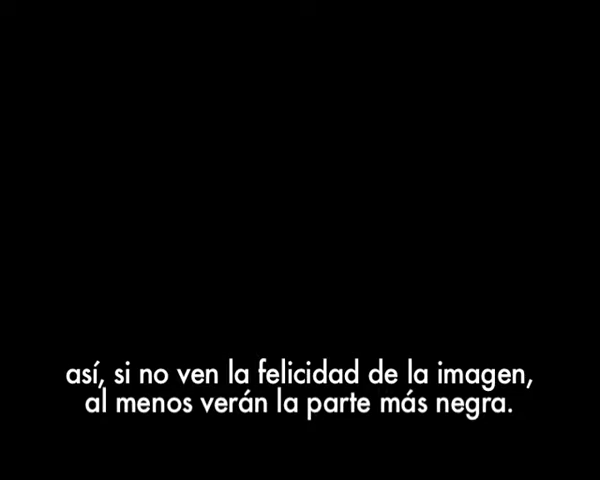 así, si no ven la felicidad de la imagen,
al menos verán la parte más negra.